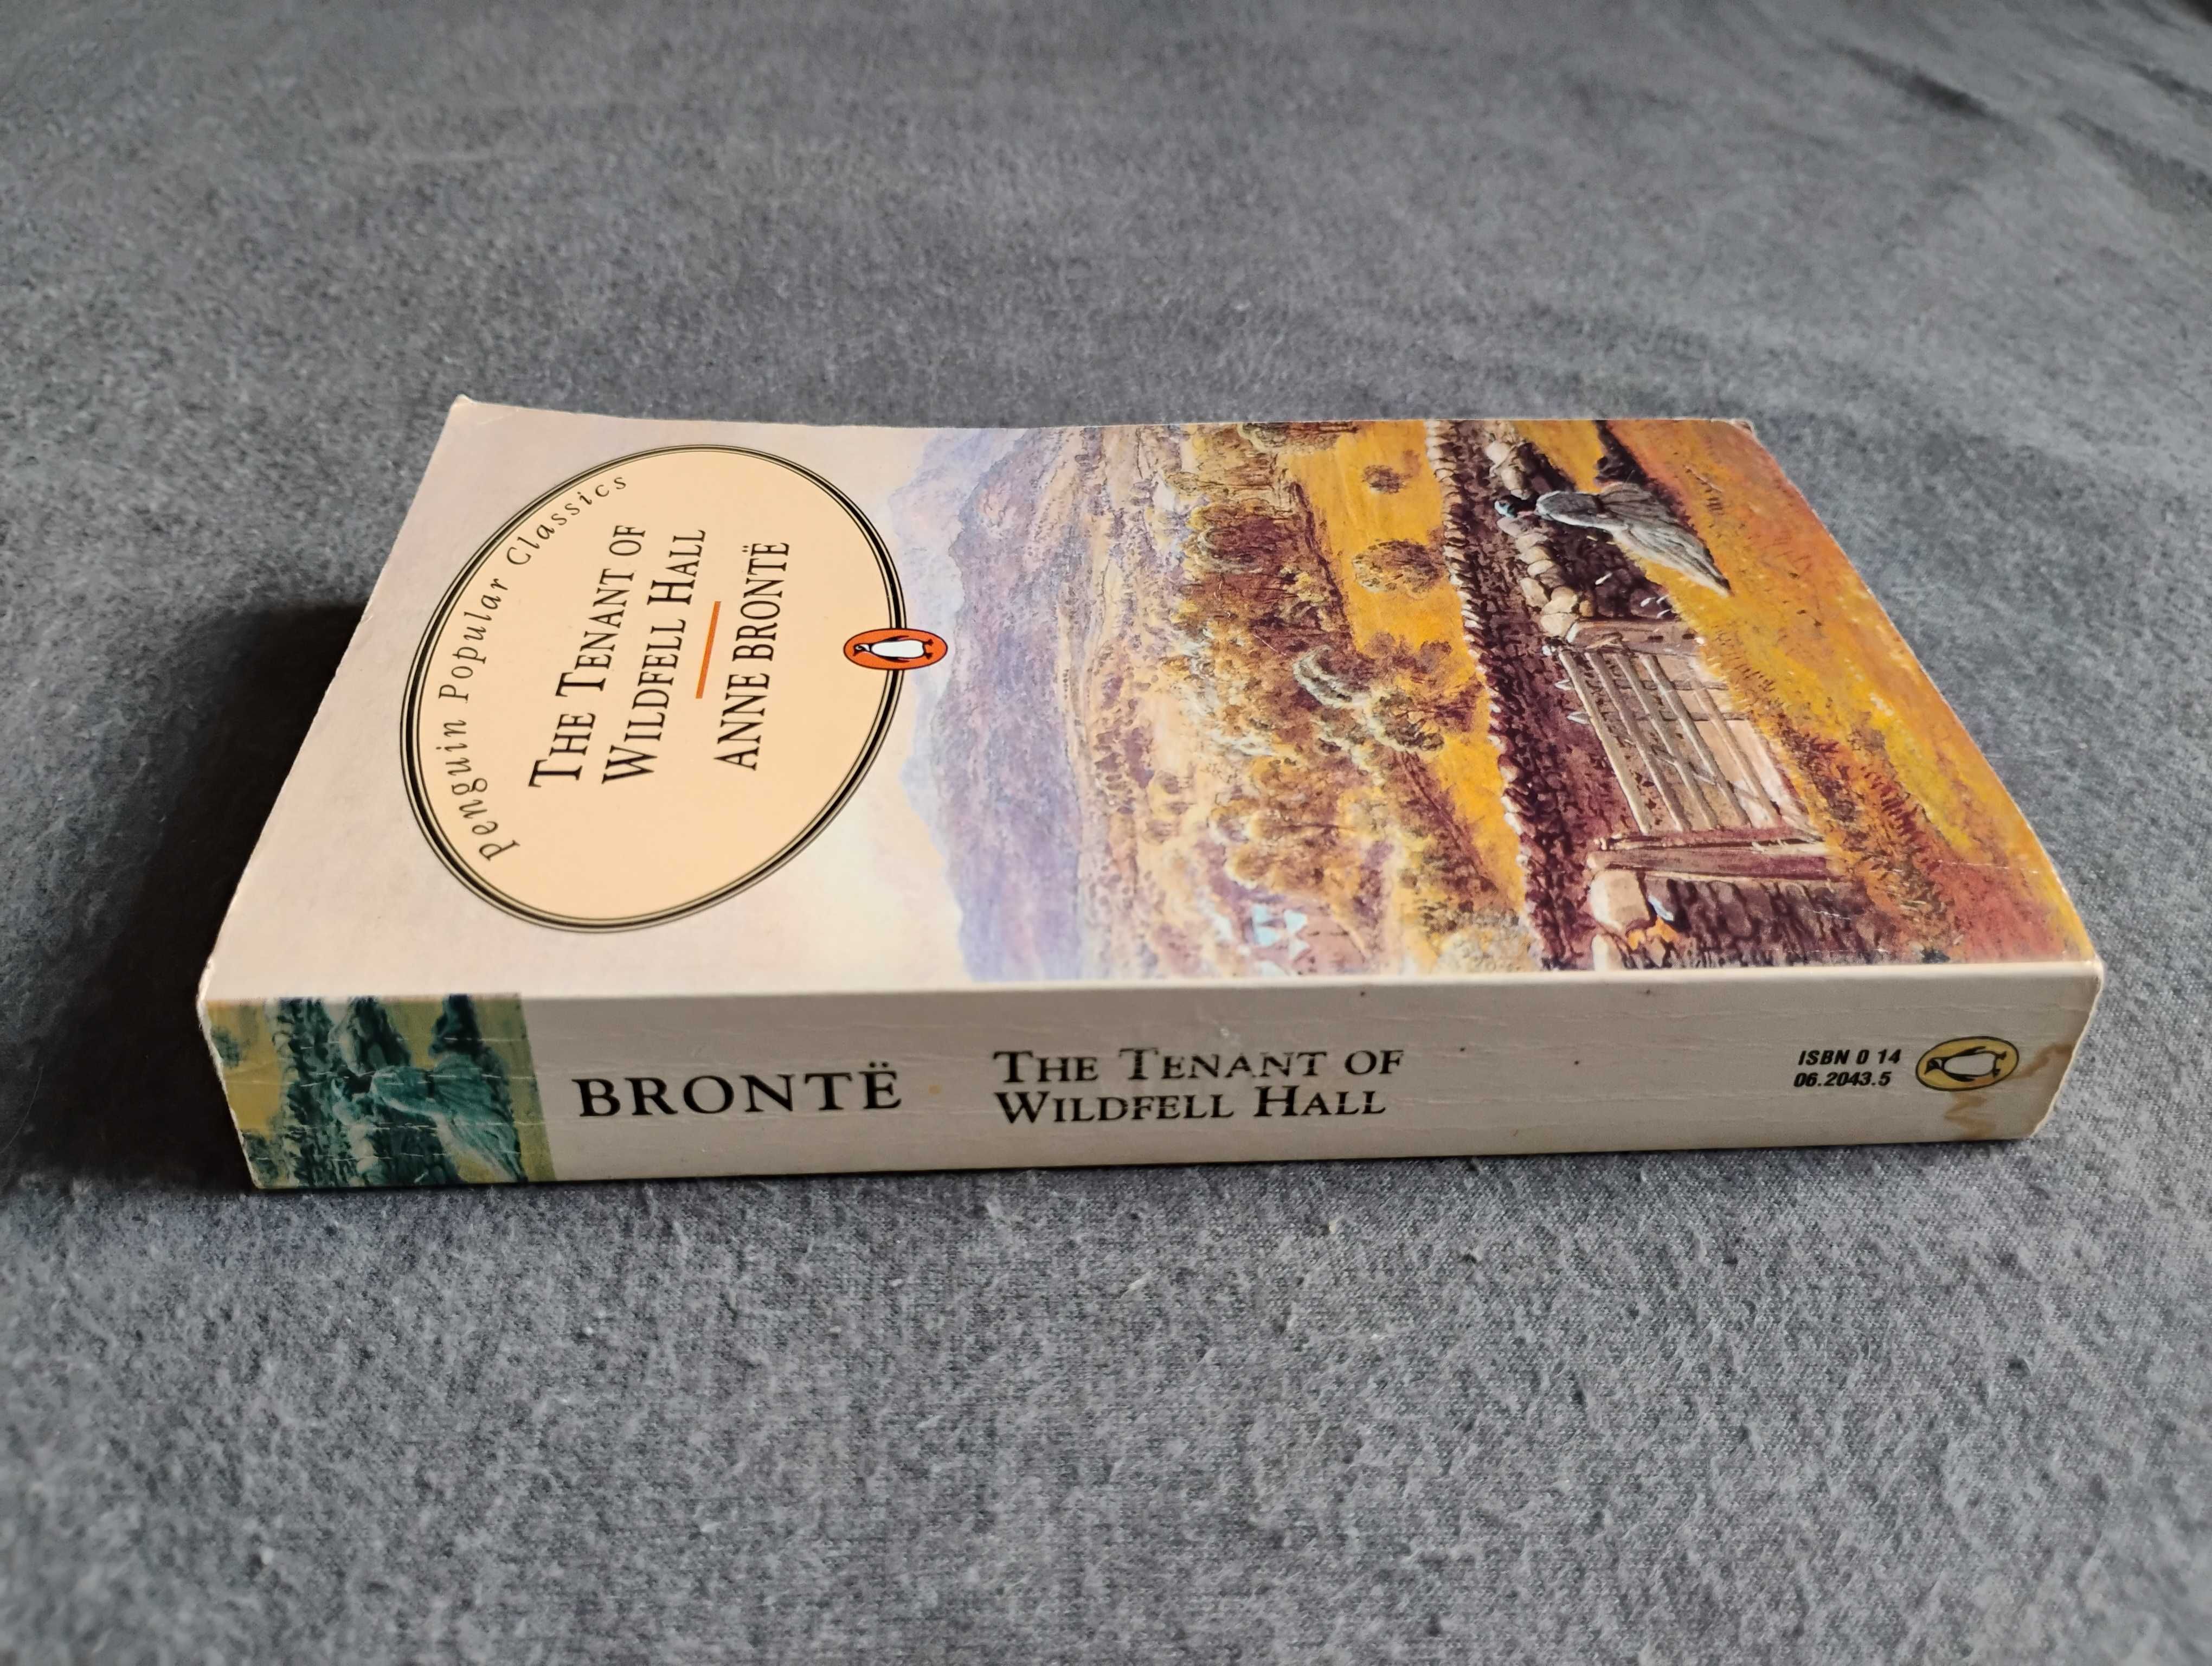 Penguin Popular Classics
THE TENANT OF
WILDFELL HALL
ANNE BRONTË
BRONTË
THE TENANT OF
WILDFELL HALL
ISBN 0 14
06.2043.5